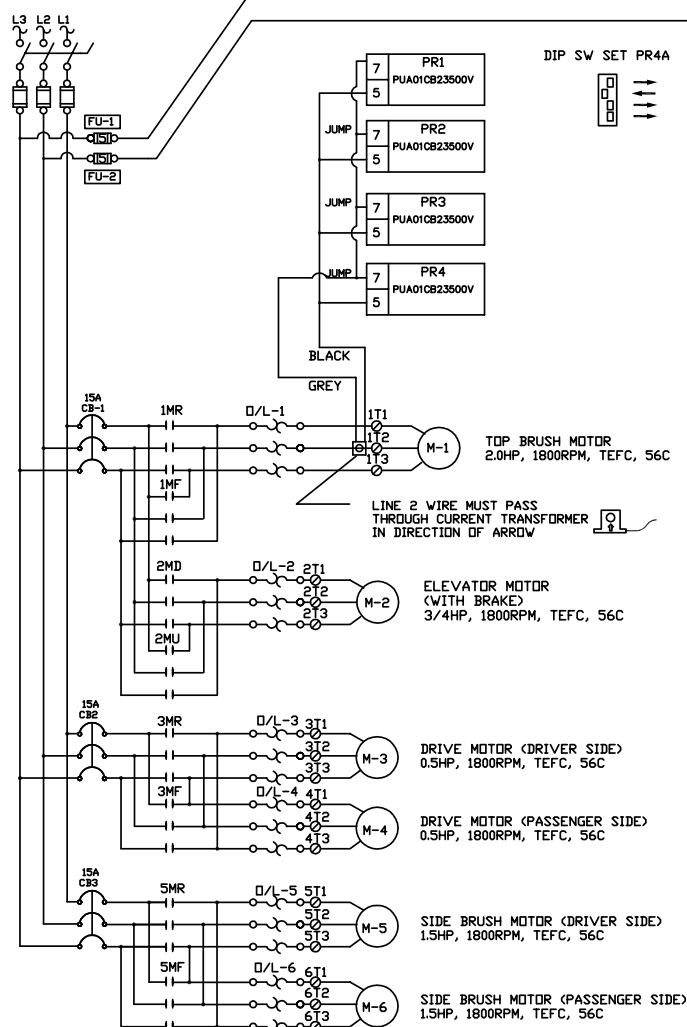 L3 L2 L1
FU-1
15
15
FU-2
7 PR1
PUA01CB23500V
5
JUMP
7 PR2
PUA01CB23500V
5
JUMP
7 PR3
PUA01CB23500V
5
JUMP
7 PR4
PUA01CB23500V
5
DIP SW SET PR4A
BLACK
GREY
15A
CB-1
1MR
O/L-1
1T1
1T2
1T3
M-1
TOP BRUSH MOTOR
2.0HP, 1800RPM, TEFC, 56C
1MF
LINE 2 WIRE MUST PASS
THROUGH CURRENT TRANSFORMER
IN DIRECTION OF ARROW
2MD
O/L-2
2T1
2T2
2T3
M-2
ELEVATOR MOTOR
(WITH BRAKE)
3/4HP, 1800RPM, TEFC, 56C
2MU
15A
CB2
3MR
O/L-3
3T1
3T2
3T3
M-3
DRIVE MOTOR (DRIVER SIDE)
0.5HP, 1800RPM, TEFC, 56C
3MF
O/L-4
4T1
4T2
4T3
M-4
DRIVE MOTOR (PASSENGER SIDE)
0.5HP, 1800RPM, TEFC, 56C
15A
CB3
5MR
O/L-5
5T1
5T2
5T3
M-5
SIDE BRUSH MOTOR (DRIVER SIDE)
1.5HP, 1800RPM, TEFC, 56C
5MF
O/L-6
6T1
6T2
6T3
M-6
SIDE BRUSH MOTOR (PASSENGER SIDE)
1.5HP, 1800RPM, TEFC, 56C